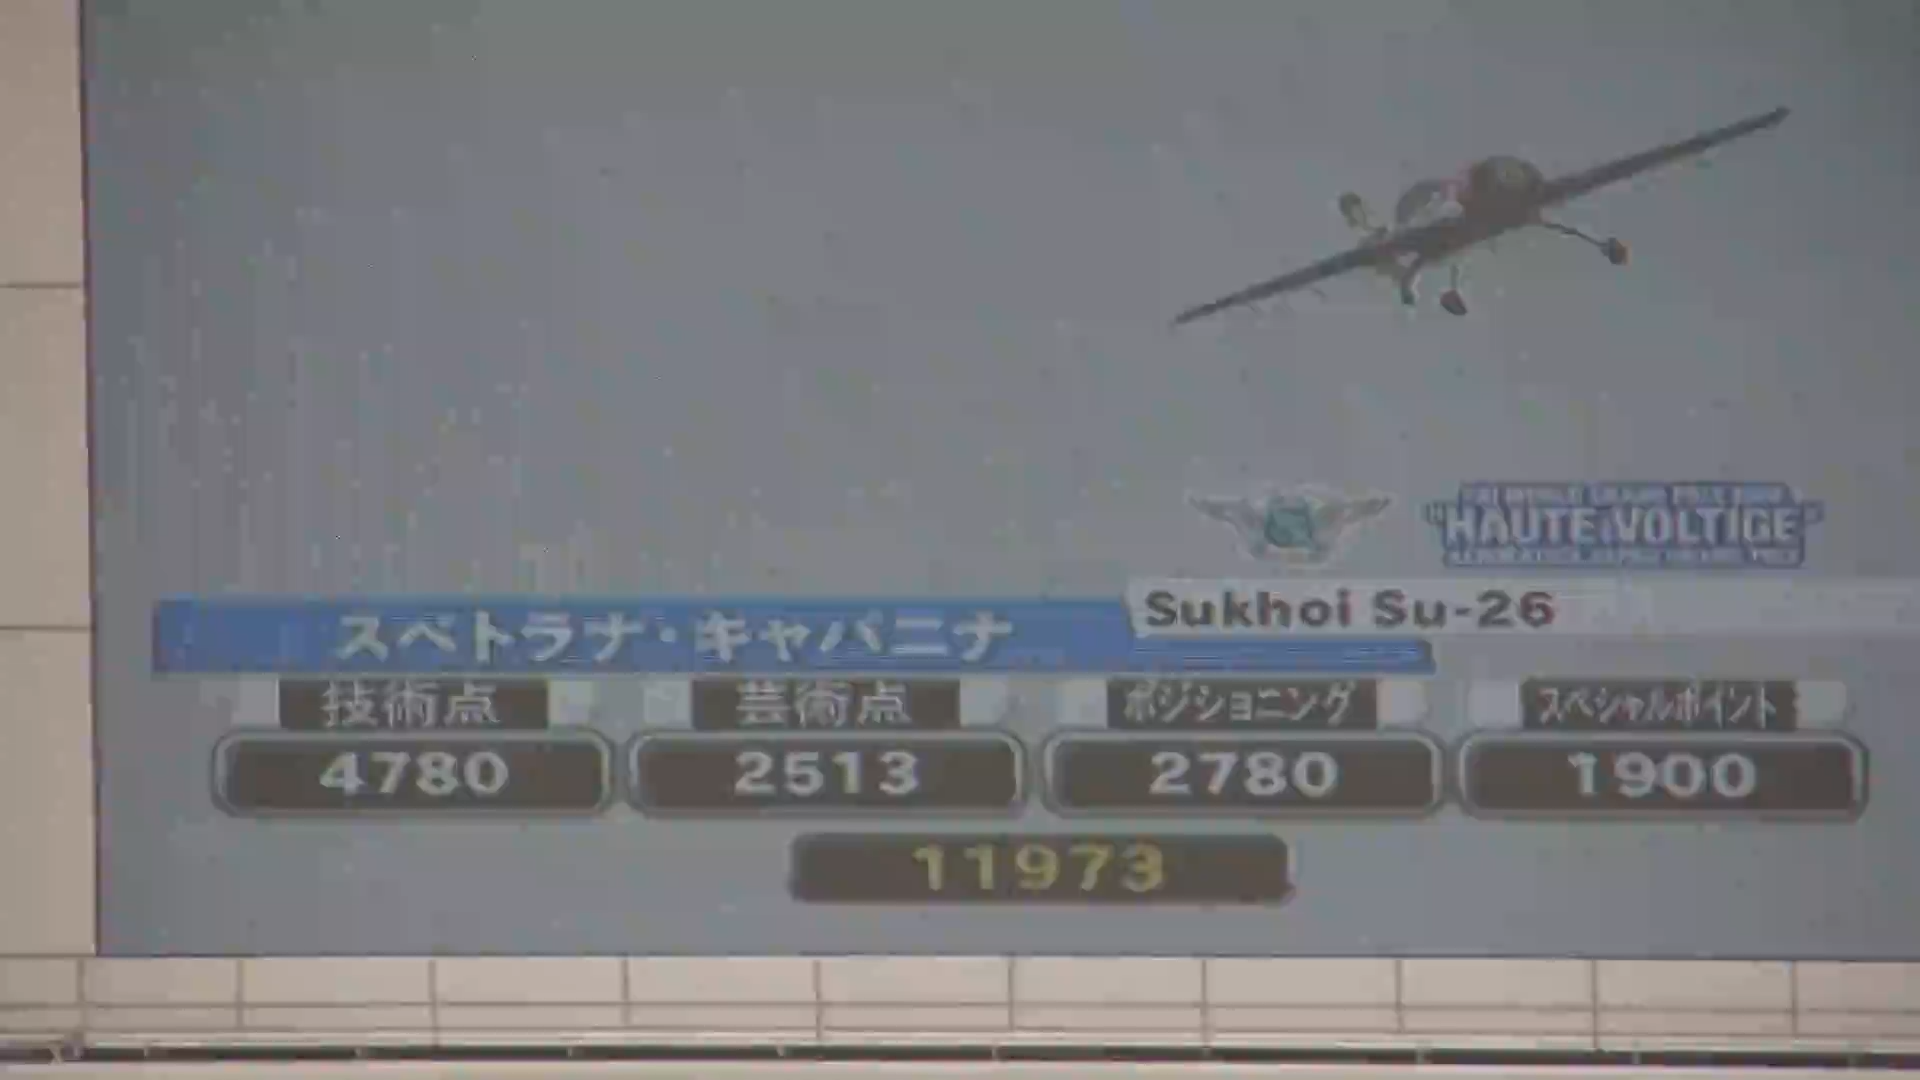 HAUTE VOLTIGE
Sukhoi Su-26
スベトラナ・キャパニナ
技術点 芸術点 ポジショニング スペシャルポイント
4780 2513 2780 1900
11973